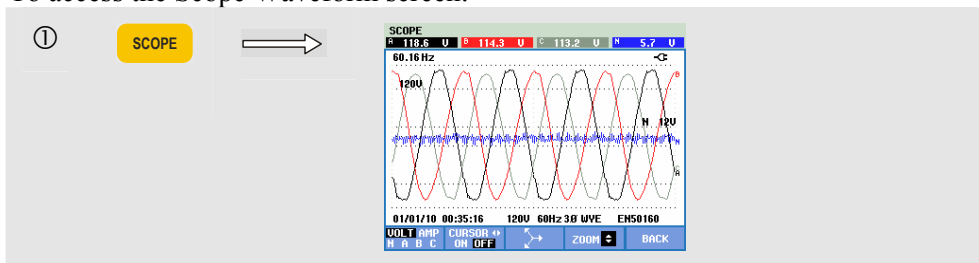 To access the Scope Waveform screen:
①
SCOPE
SCOPE
A 118.6 V B 114.3 V C 113.2 V N 5.7 V
60.16Hz
120V
B
N 12V
N
A
01/01/10 00:35:16 120V 60Hz 3.0 WYE EN50160
VOLT AMP CURSOR ZOOM BACK
N A B C ON OFF